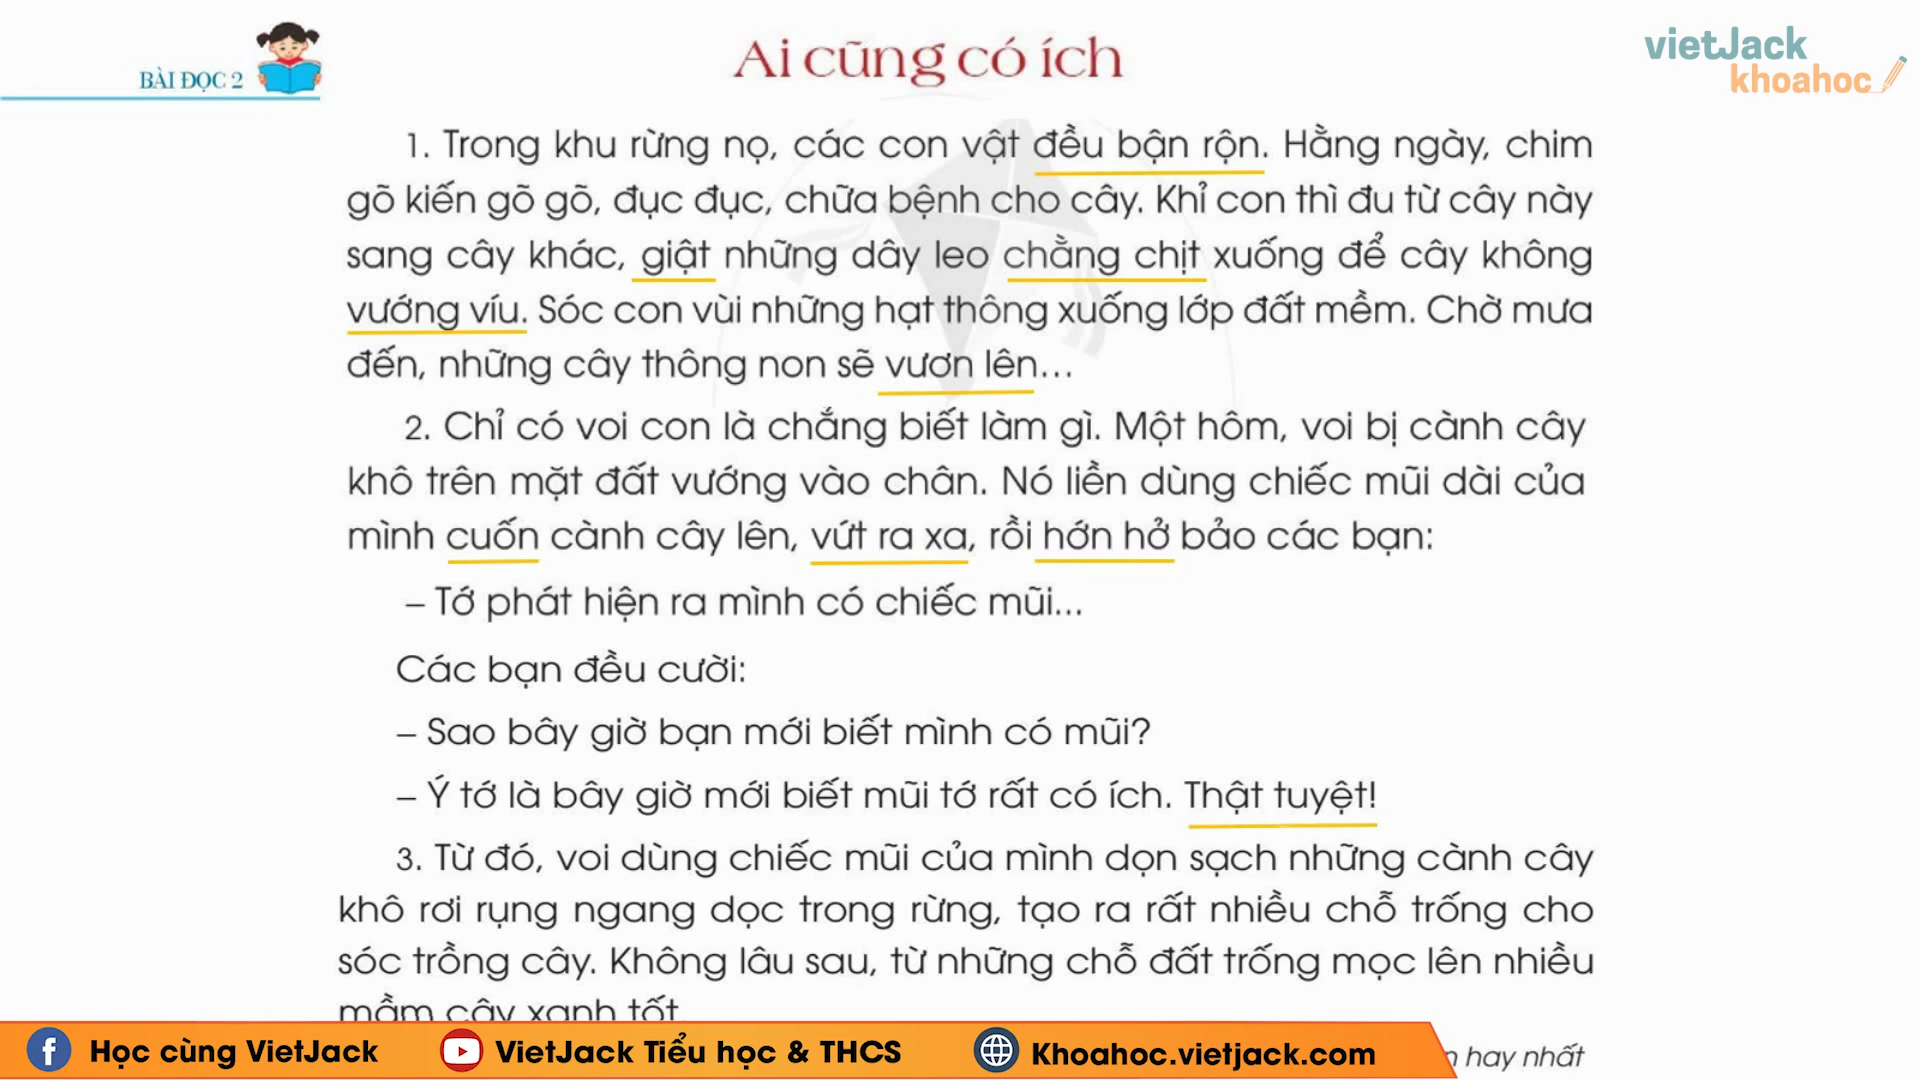 BÀI ĐỌC 2
Ai cũng có ích
vietJack
khoahoc
1. Trong khu rừng nọ, các con vật đều bận rộn. Hằng ngày, chim
gõ kiến gõ gõ, đục đục, chữa bệnh cho cây. Khỉ con thì đu từ cây này
sang cây khác, giật những dây leo chằng chịt xuống để cây không
vướng víu. Sóc con vùi những hạt thông xuống lớp đất mềm. Chờ mưa
đến, những cây thông non sẽ vươn lên...
2. Chỉ có voi con là chẳng biết làm gì. Một hôm, voi bị cành cây
khô trên mặt đất vướng vào chân. Nó liền dùng chiếc mũi dài của
mình cuốn cành cây lên, vứt ra xa, rồi hớn hở bảo các bạn:
– Tớ phát hiện ra mình có chiếc mũi...
Các bạn đều cười:
– Sao bây giờ bạn mới biết mình có mũi?
– Ý tớ là bây giờ mới biết mũi tớ rất có ích. Thật tuyệt!
3. Từ đó, voi dùng chiếc mũi của mình dọn sạch những cành cây
khô rơi rụng ngang dọc trong rừng, tạo ra rất nhiều chỗ trống cho
sóc trồng cây. Không lâu sau, từ những chỗ đất trống mọc lên nhiều
mầm cây xanh tốt.
Học cùng VietJack
VietJack Tiểu học & THCS
Khoahoc.vietjack.com
hay nhất